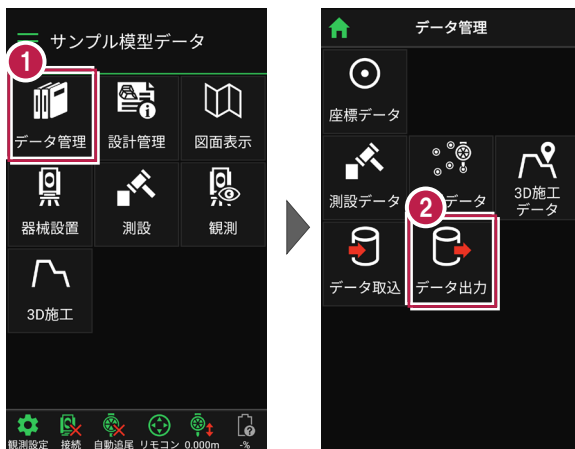 サンプル模型データ
1
データ管理
設計管理
図面表示
器械設置
測設
観測
3D施工
観測設定
接続
自動追尾
リモコン
0.000m
-%
データ管理
座標データ
測設データ
データ
3D施工
データ
2
データ取込
データ出力